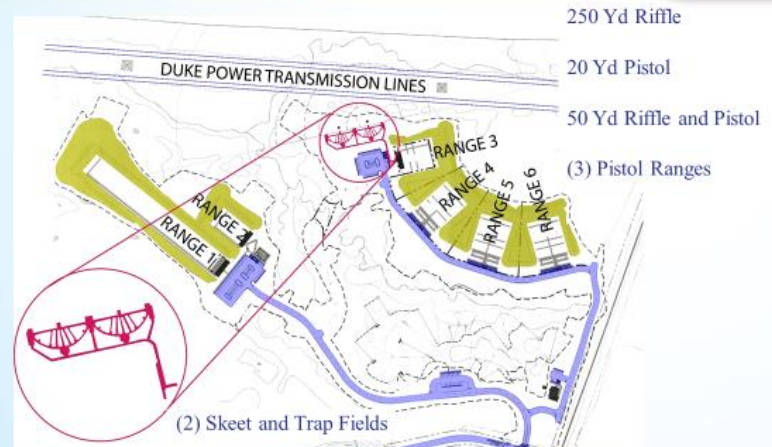 250 Yd Riffle
DUKE POWER TRANSMISSION LINES
20 Yd Pistol
50 Yd Riffle and Pistol
RANGE 3
(3) Pistol Ranges
RANGE 4
RANGE 5
RANGE 6
RANGE 2
RANGE 1
(2) Skeet and Trap Fields